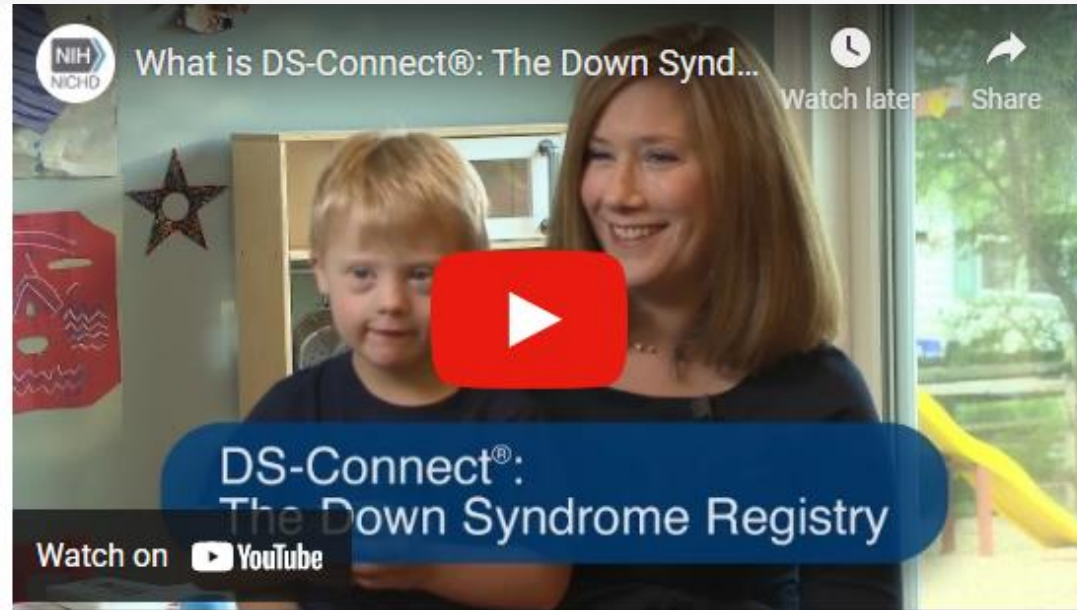 NIH
NICHD
What is DS-Connect®: The Down Synd...
Watch later
Share
DS-Connect®:
The Down Syndrome Registry
Watch on YouTube